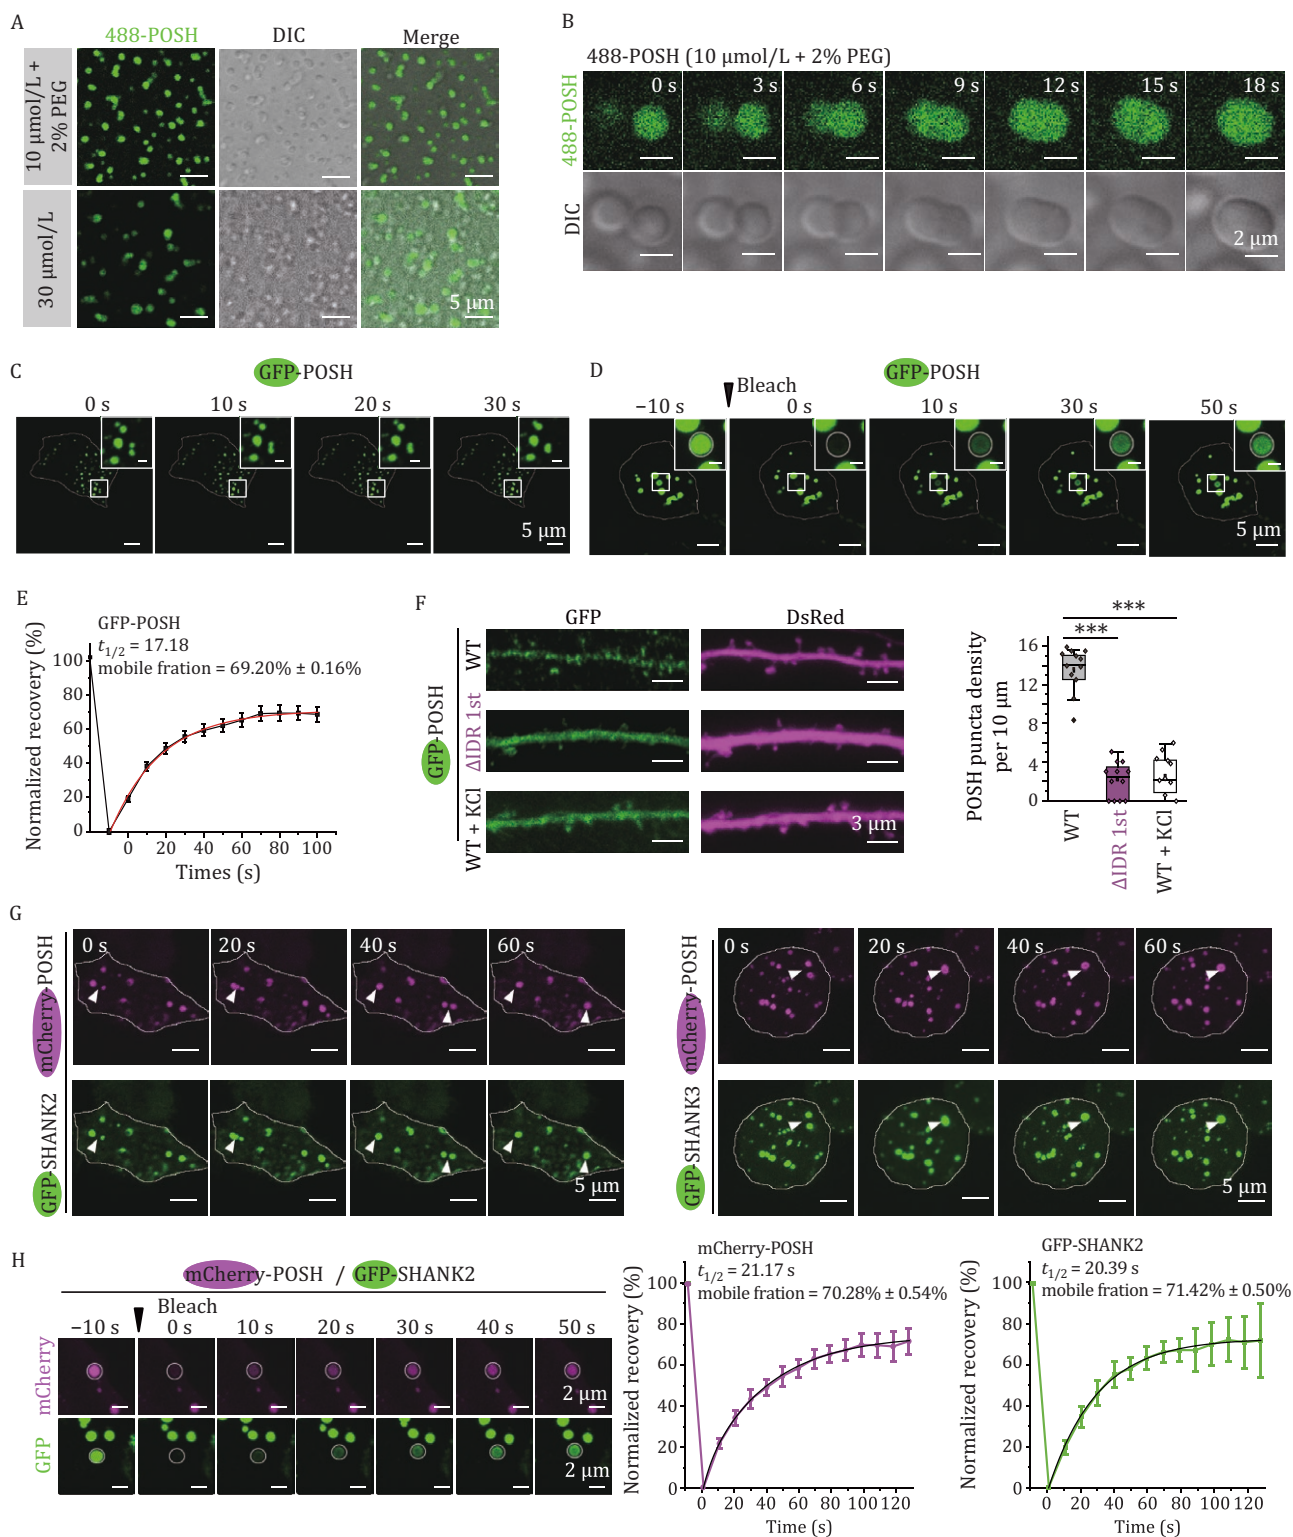 A
488-POSH
DIC
Merge
10 μmol/L +
2% PEG
30 μmol/L
5 μm
B
488-POSH (10 μmol/L + 2% PEG)
488-POSH
0 s
3 s
6 s
9 s
12 s
15 s
18 s
DIC
2 μm
C
GFP-POSH
0 s
10 s
20 s
30 s
5 μm
D
Bleach
GFP-POSH
−10 s
0 s
10 s
30 s
50 s
5 μm
E
GFP-POSH
t1/2 = 17.18
mobile fration = 69.20% ± 0.16%
Normalized recovery (%)
100
80
60
40
20
0
0 20 40 60 80 100
Times (s)
F
GFP
DsRed
GFP-POSH
WT
ΔIDR 1st
WT + KCl
3 μm
***
***
POSH puncta density
per 10 μm
16
12
8
4
0
WT
ΔIDR 1st
WT + KCl
G
mCherry-POSH
0 s
20 s
40 s
60 s
GFP-SHANK2
5 μm
mCherry-POSH
0 s
20 s
40 s
60 s
GFP-SHANK3
5 μm
H
mCherry-POSH / GFP-SHANK2
Bleach
−10 s
0 s
10 s
20 s
30 s
40 s
50 s
mCherry
2 μm
GFP
2 μm
mCherry-POSH
t1/2 = 21.17 s
mobile fration = 70.28% ± 0.54%
Normalized recovery (%)
100
80
60
40
20
0
0 20 40 60 80 100 120
Time (s)
GFP-SHANK2
t1/2 = 20.39 s
mobile fration = 71.42% ± 0.50%
Normalized recovery (%)
100
80
60
40
20
0
0 20 40 60 80 100 120
Time (s)